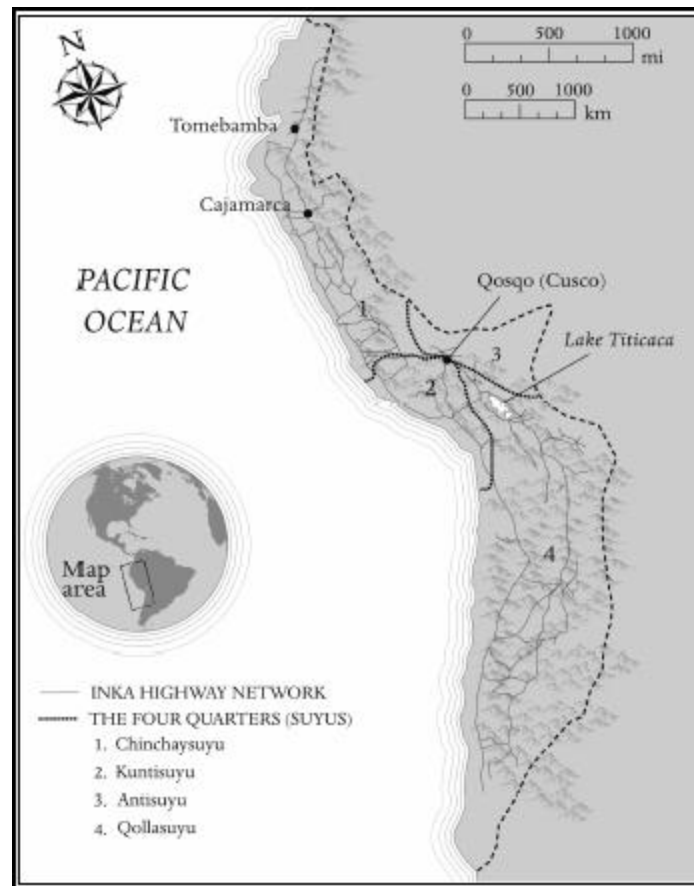 N
0 500 1000
mi
0 500 1000
km
Tomebamba
Cajamarca
PACIFIC
OCEAN
Qosqo (Cusco)
Lake Titicaca
1
3
2
4
Map
area
INKA HIGHWAY NETWORK
THE FOUR QUARTERS (SUYUS)
1. Chinchaysuyu
2. Kuntisuyu
3. Antisuyu
4. Qollasuyu